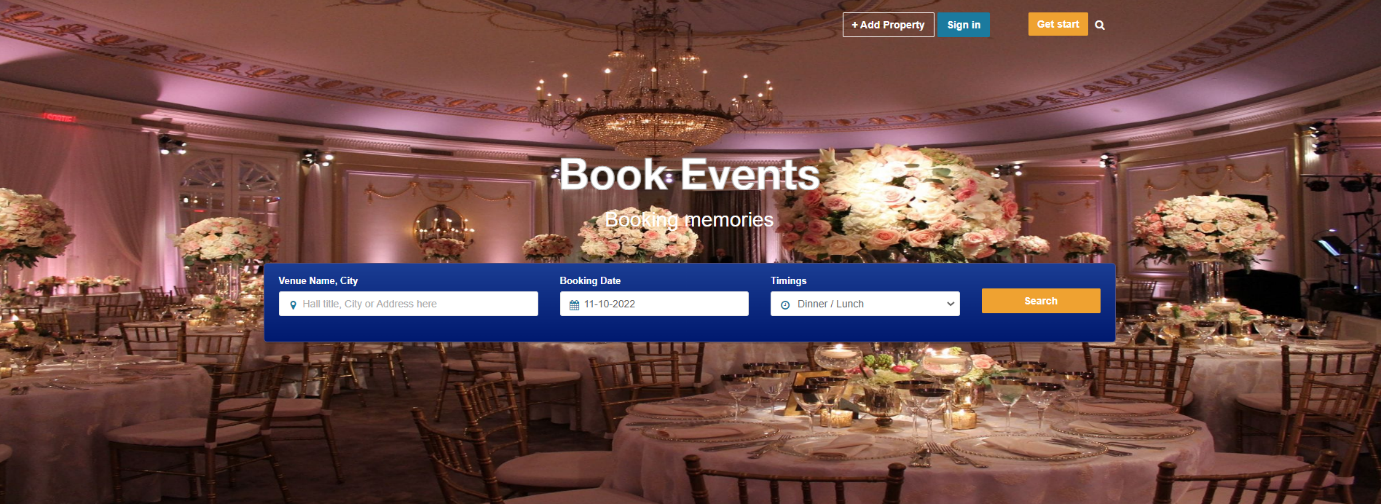 + Add Property Sign in Get start
Book Events
Booking memories
Venue Name, City Booking Date Timings
Hall title, City or Address here 11-10-2022 Dinner / Lunch Search